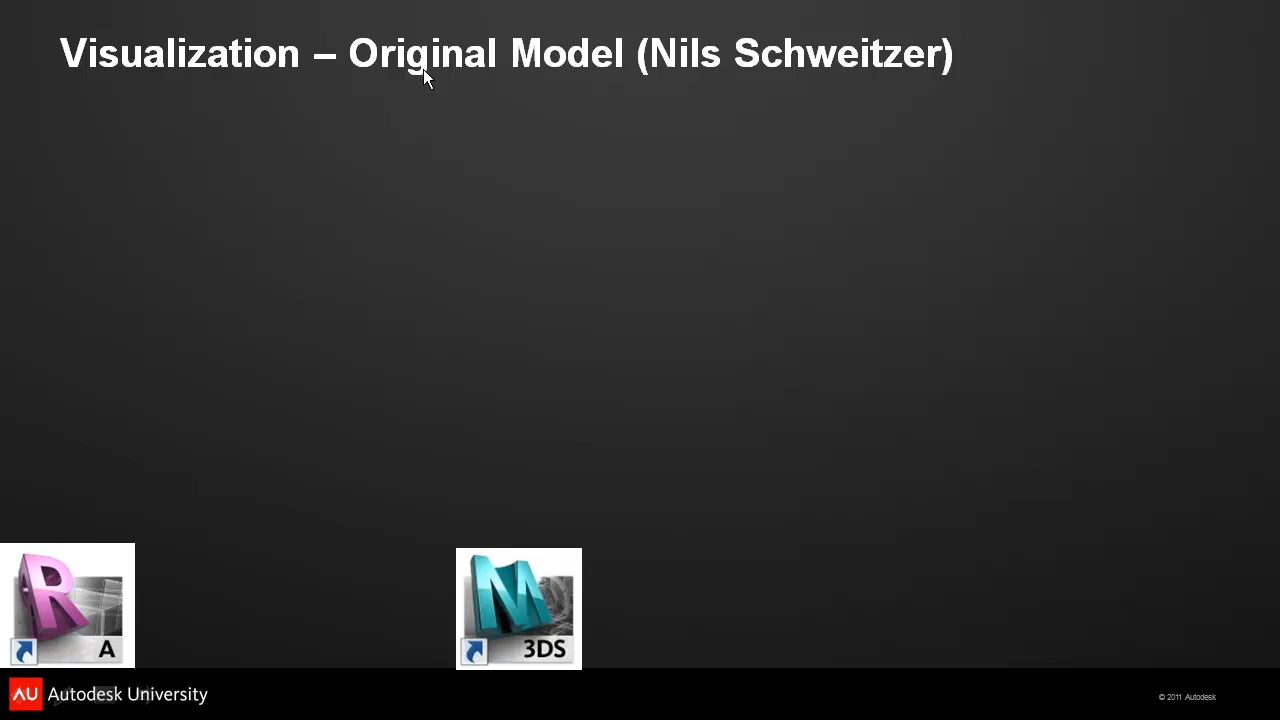 Visualization – Original Model (Nils Schweitzer)
R
A
M
3DS
AU Autodesk University
© 2011 Autodesk